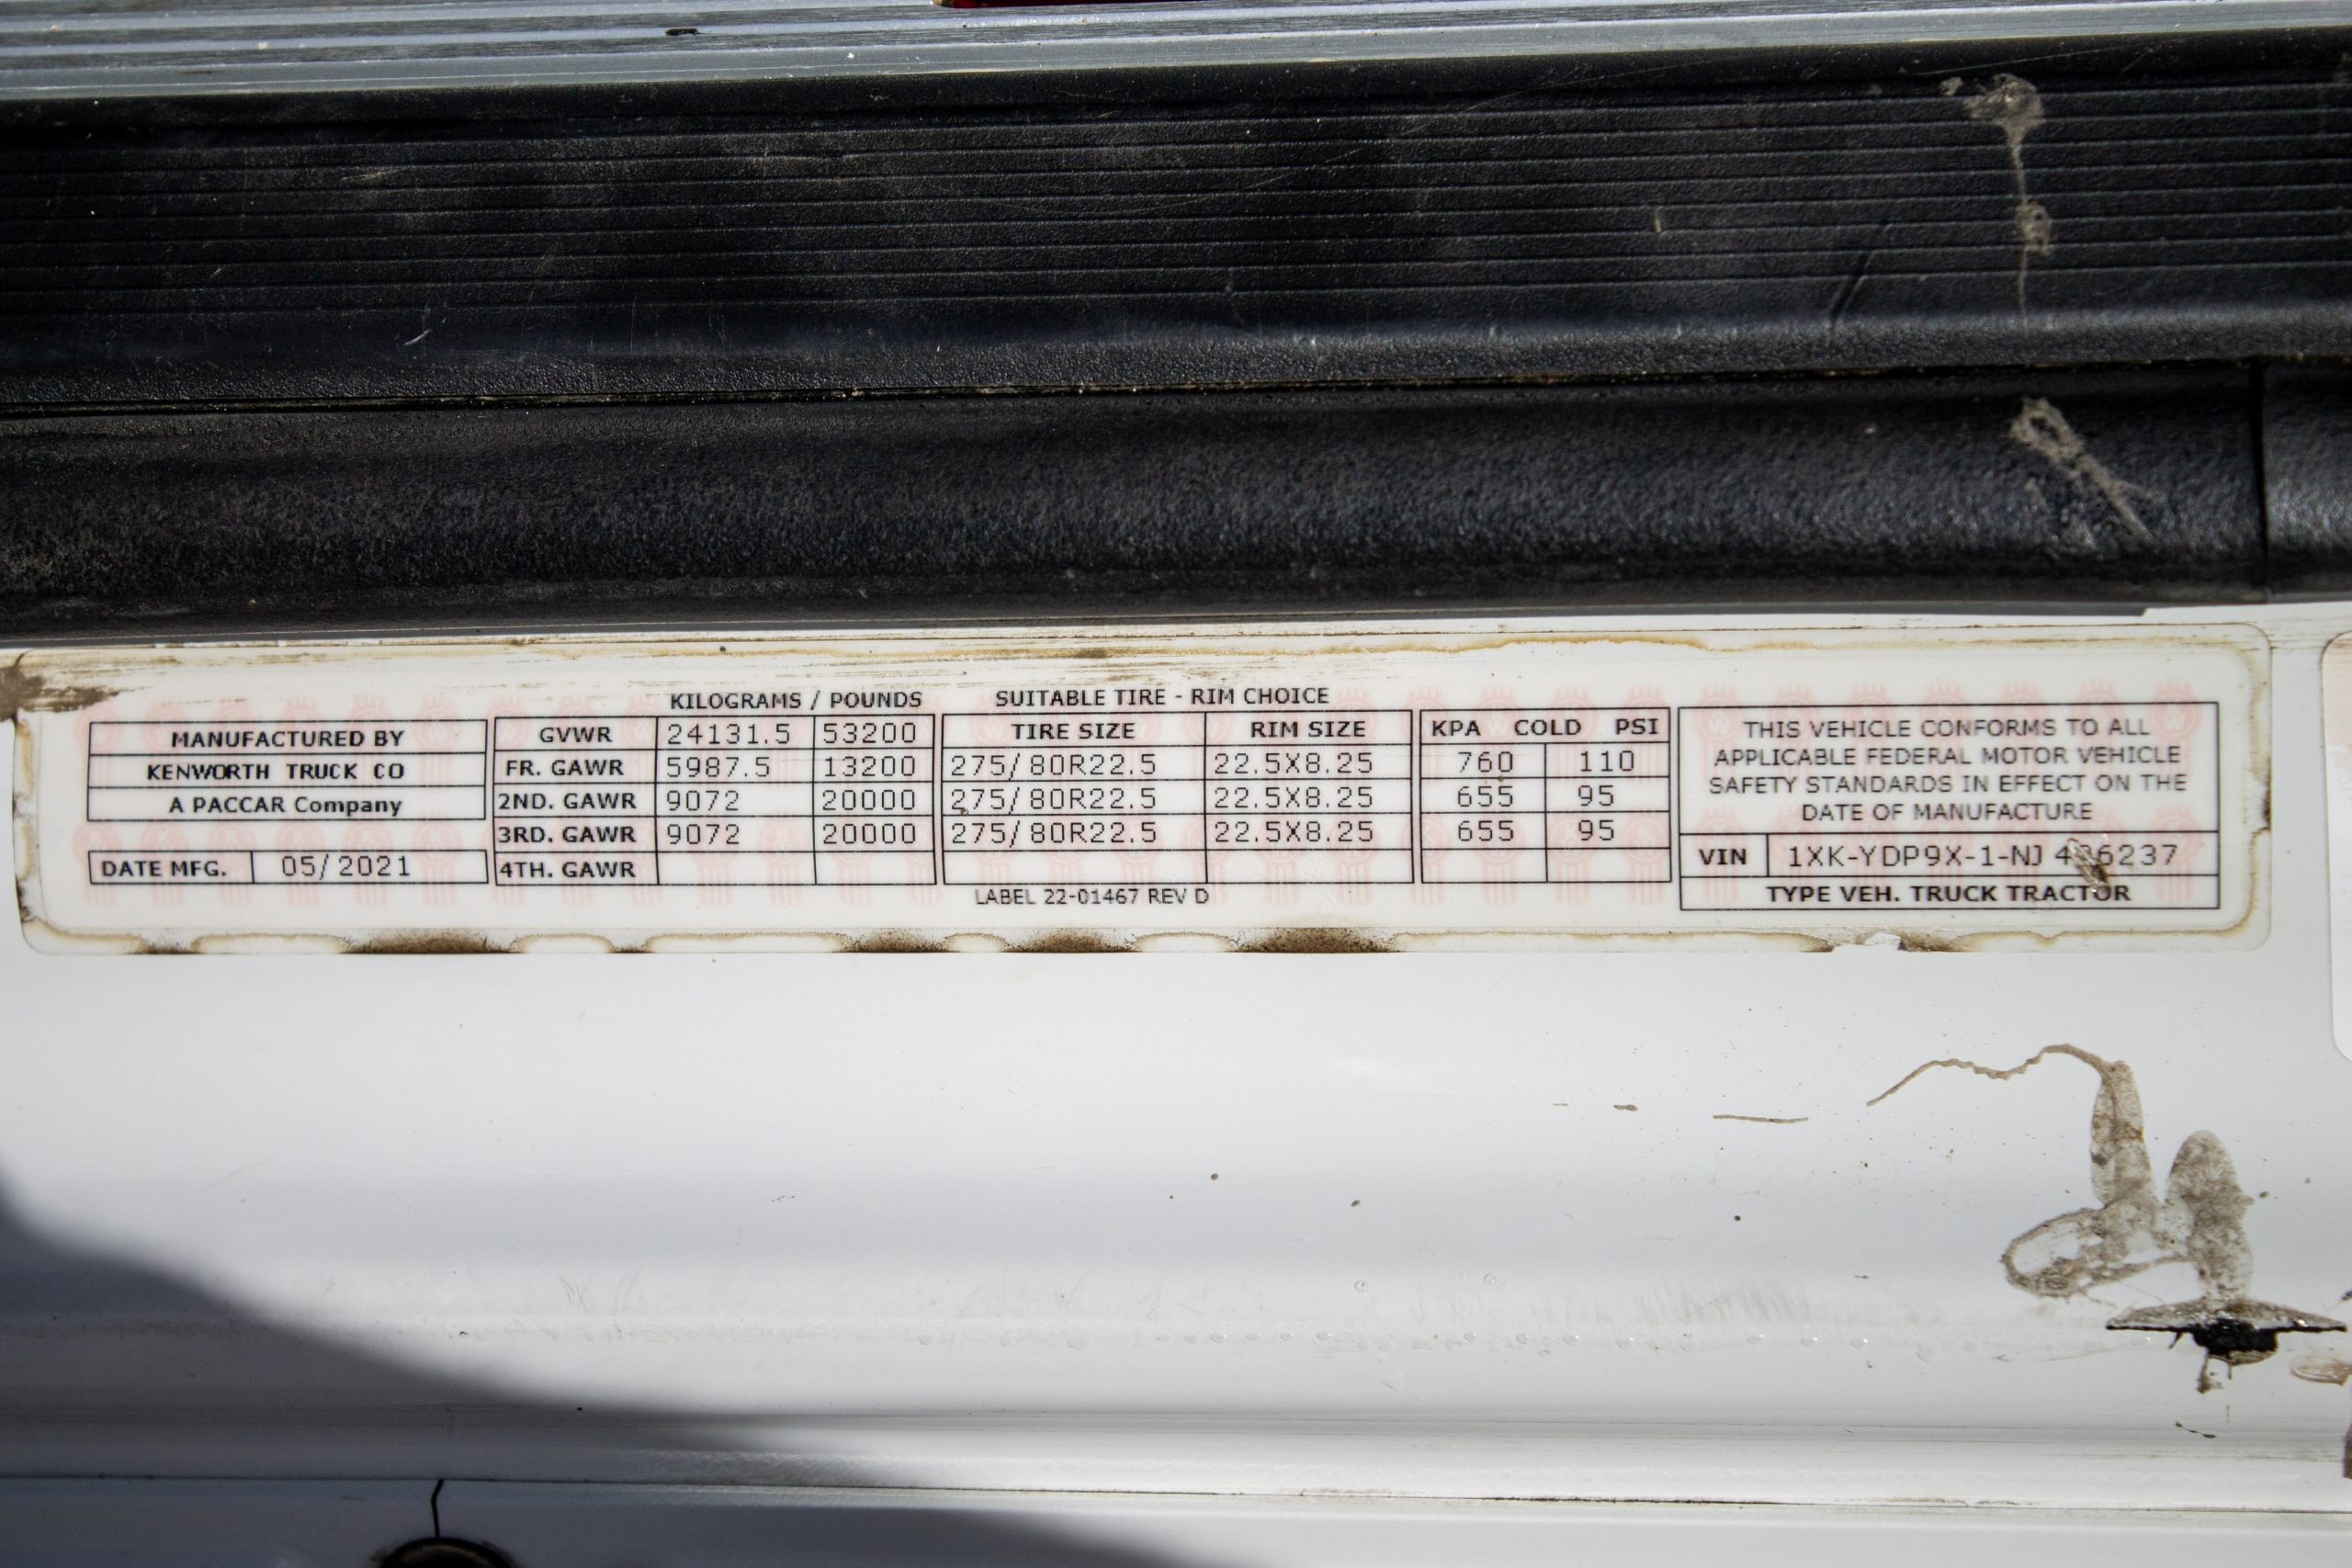 KILOGRAMS / POUNDS SUITABLE TIRE - RIM CHOICE
MANUFACTURED BY
KENWORTH TRUCK CO
A PACCAR Company
DATE MFG. 05/2021
GVWR 24131.5 53200
FR. GAWR 5987.5 13200
2ND. GAWR 9072 20000
3RD. GAWR 9072 20000
4TH. GAWR
TIRE SIZE RIM SIZE
275/80R22.5 22.5X8.25
275/80R22.5 22.5X8.25
275/80R22.5 22.5X8.25
KPA COLD PSI
760 110
655 95
655 95
LABEL 22-01467 REV D
THIS VEHICLE CONFORMS TO ALL
APPLICABLE FEDERAL MOTOR VEHICLE
SAFETY STANDARDS IN EFFECT ON THE
DATE OF MANUFACTURE
VIN 1XK-YDP9X-1-NJ
TYPE VEH. TRUCK TRACTOR